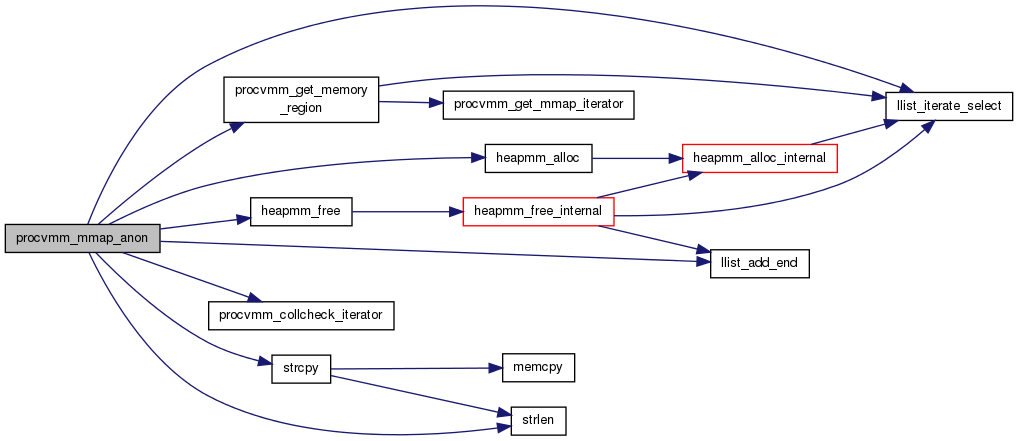 procvmm_mmap_anon
procvmm_get_memory
_region
procvmm_get_mmap_iterator
llist_iterate_select
heapmm_alloc
heapmm_alloc_internal
heapmm_free
heapmm_free_internal
llist_add_end
procvmm_collcheck_iterator
strcpy
memcpy
strlen